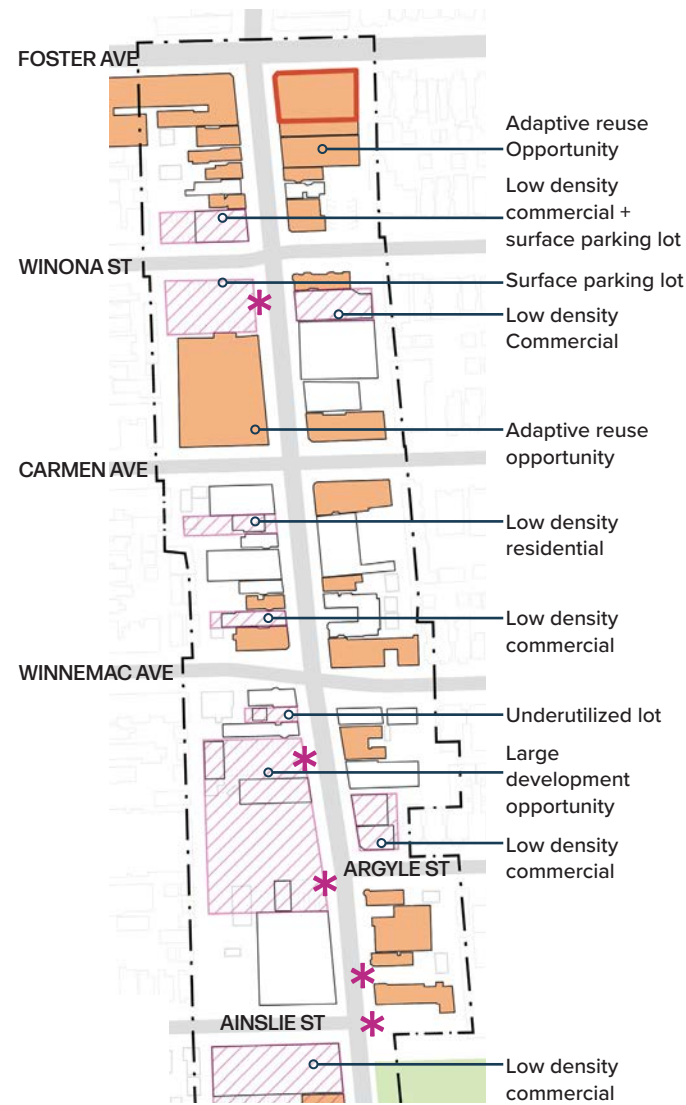 FOSTER AVE
Adaptive reuse
Opportunity
Low density
commercial +
surface parking lot
WINONA ST
Surface parking lot
Low density
Commercial
Adaptive reuse
opportunity
CARMEN AVE
Low density
residential
Low density
commercial
WINNEMAC AVE
Underutilized lot
Large
development
opportunity
Low density
commercial
ARGYLE ST
AINSLIE ST
Low density
commercial